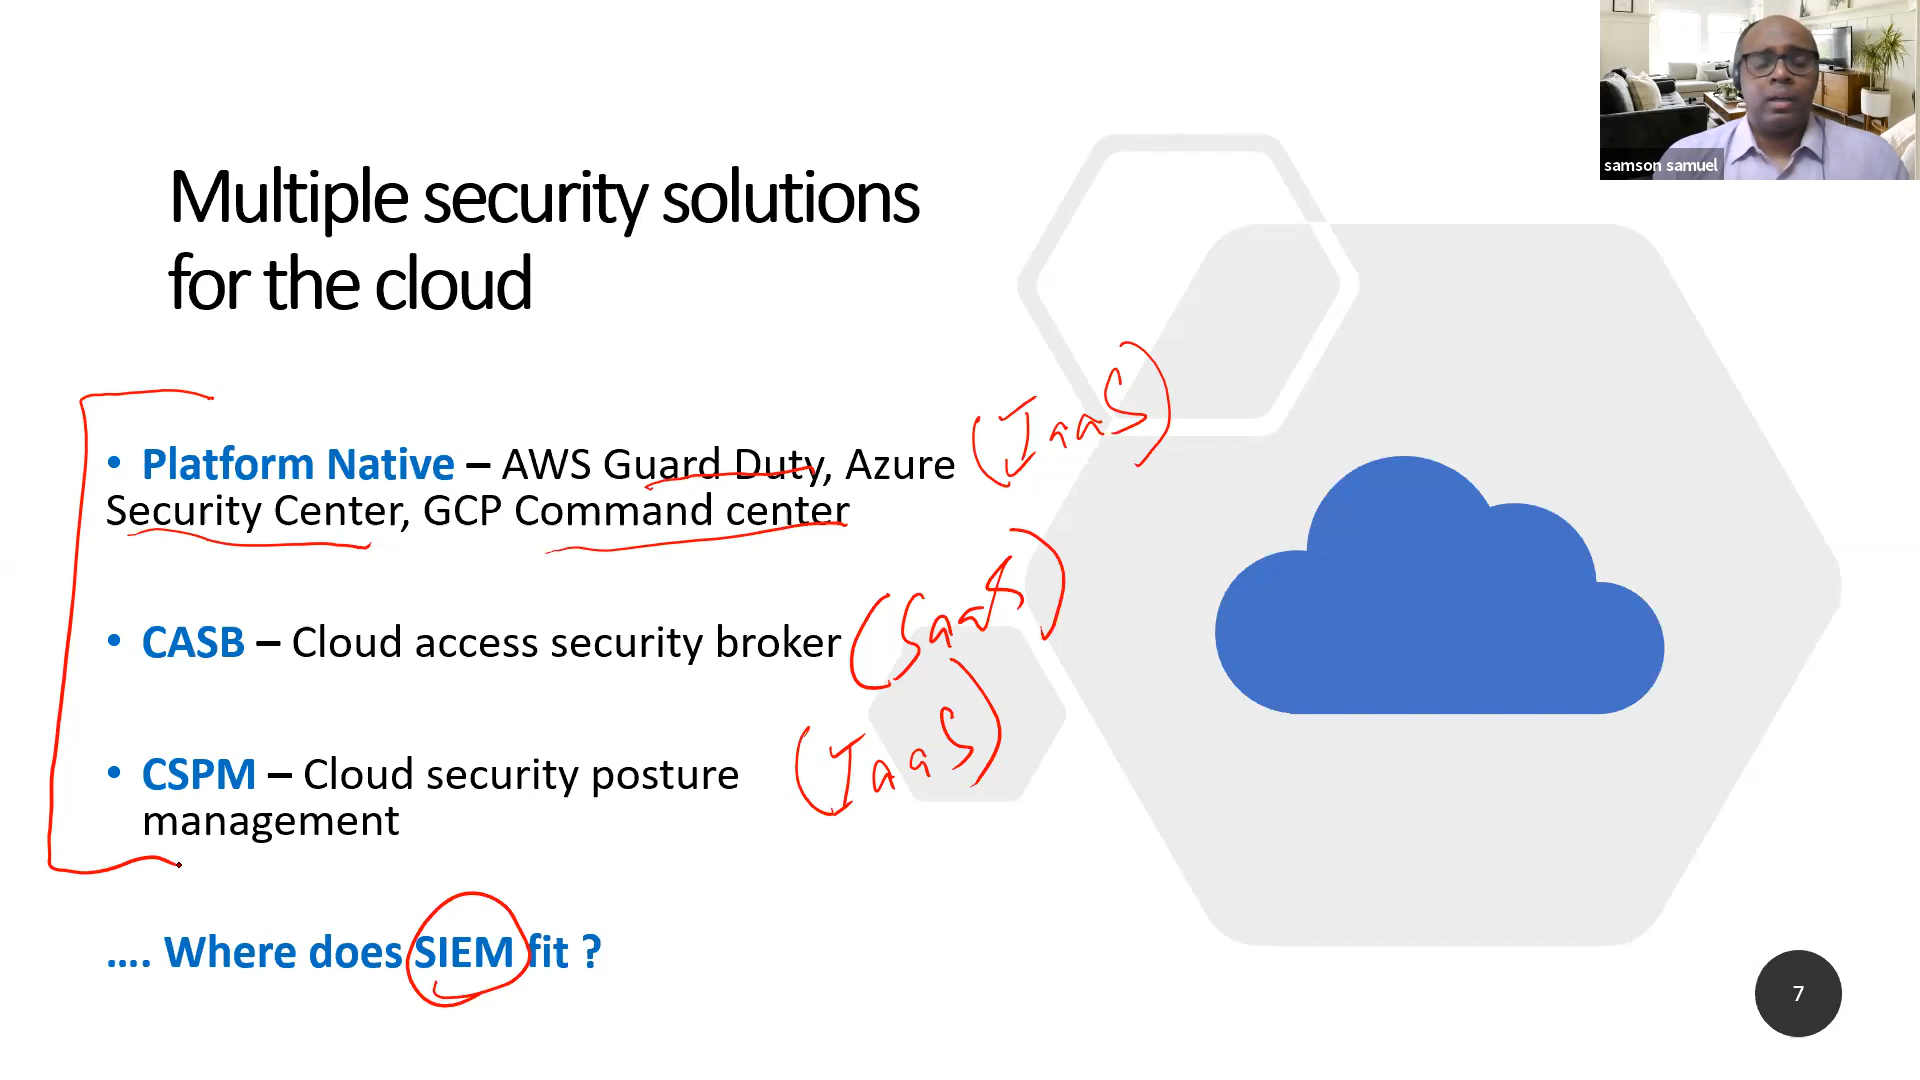 samson samuel
Multiple security solutions
for the cloud
• Platform Native – AWS Guard Duty, Azure (IaaS)
Security Center, GCP Command center
• CASB – Cloud access security broker (SaaS)
• CSPM – Cloud security posture (IaaS)
management
.... Where does SIEM fit ?
7